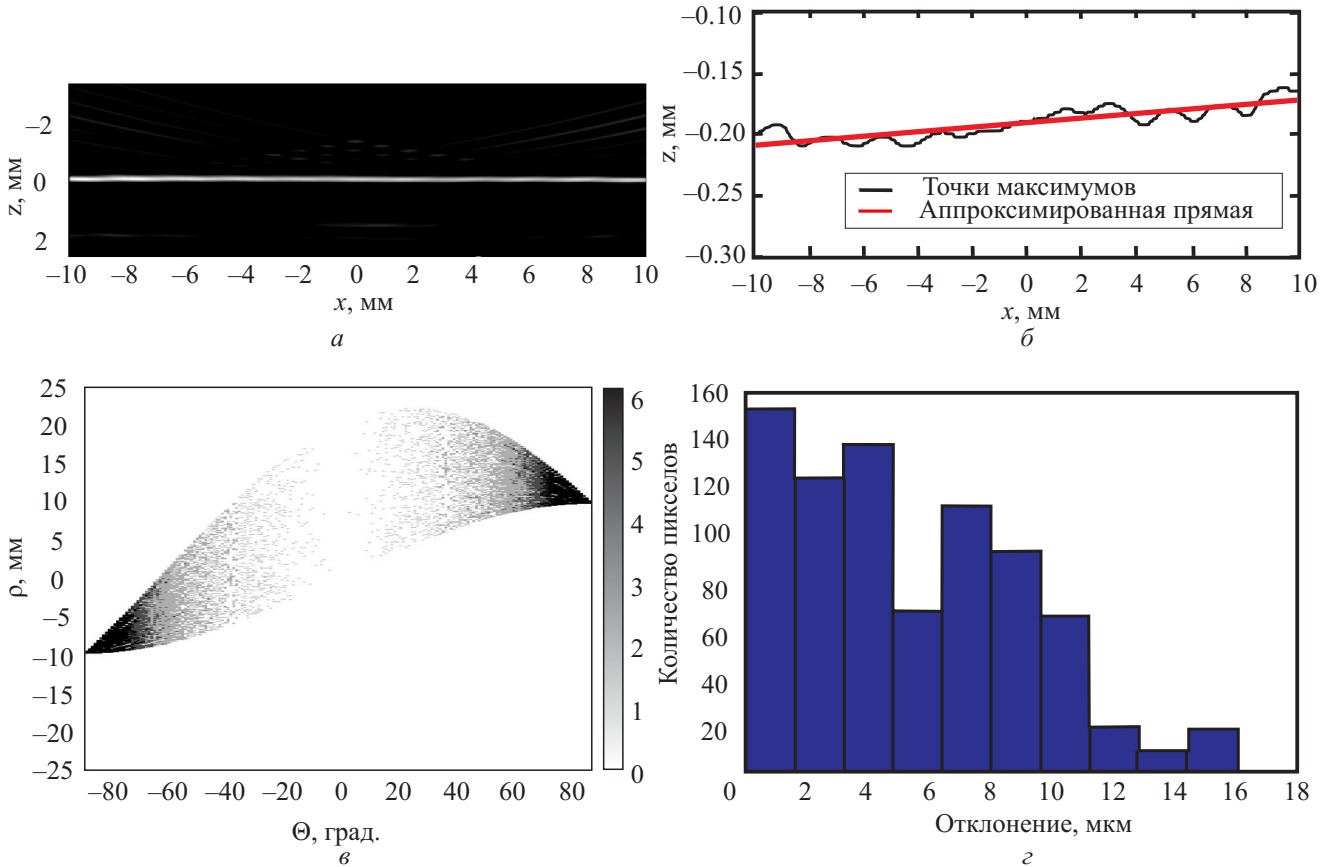 z, мм
–2
0
2
–10 –8 –6 –4 –2 0 2 4 6 8 10
x, мм
а
z, мм
–0.10
–0.15
–0.20
–0.25
–0.30
Точки максимумов
Аппроксимированная прямая
–10 –8 –6 –4 –2 0 2 4 6 8 10
x, мм
б
ρ, мм
25
20
15
10
5
0
–5
–10
–15
–20
–25
–80 –60 –40 –20 0 20 40 60 80
Θ, град.
6
5
4
3
2
1
0
в
Количество пикселов
160
140
120
100
80
60
40
20
0 2 4 6 8 10 12 14 16 18
Отклонение, мкм
г